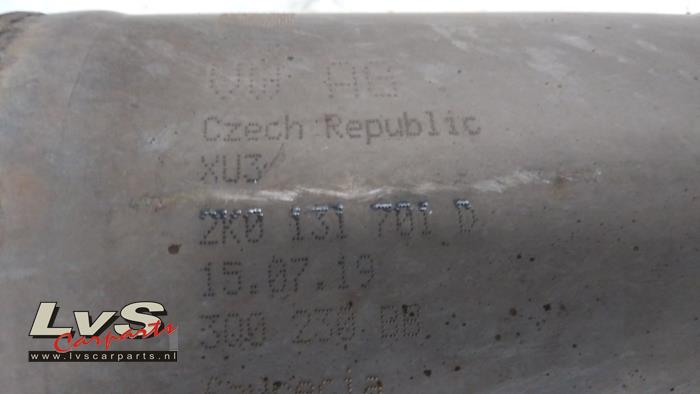 VW AG
Czech Republic
XU3
2K0 131 701 D
15.07.19
300 230 BB
LvS
Carparts
www.lvscarparts.nl